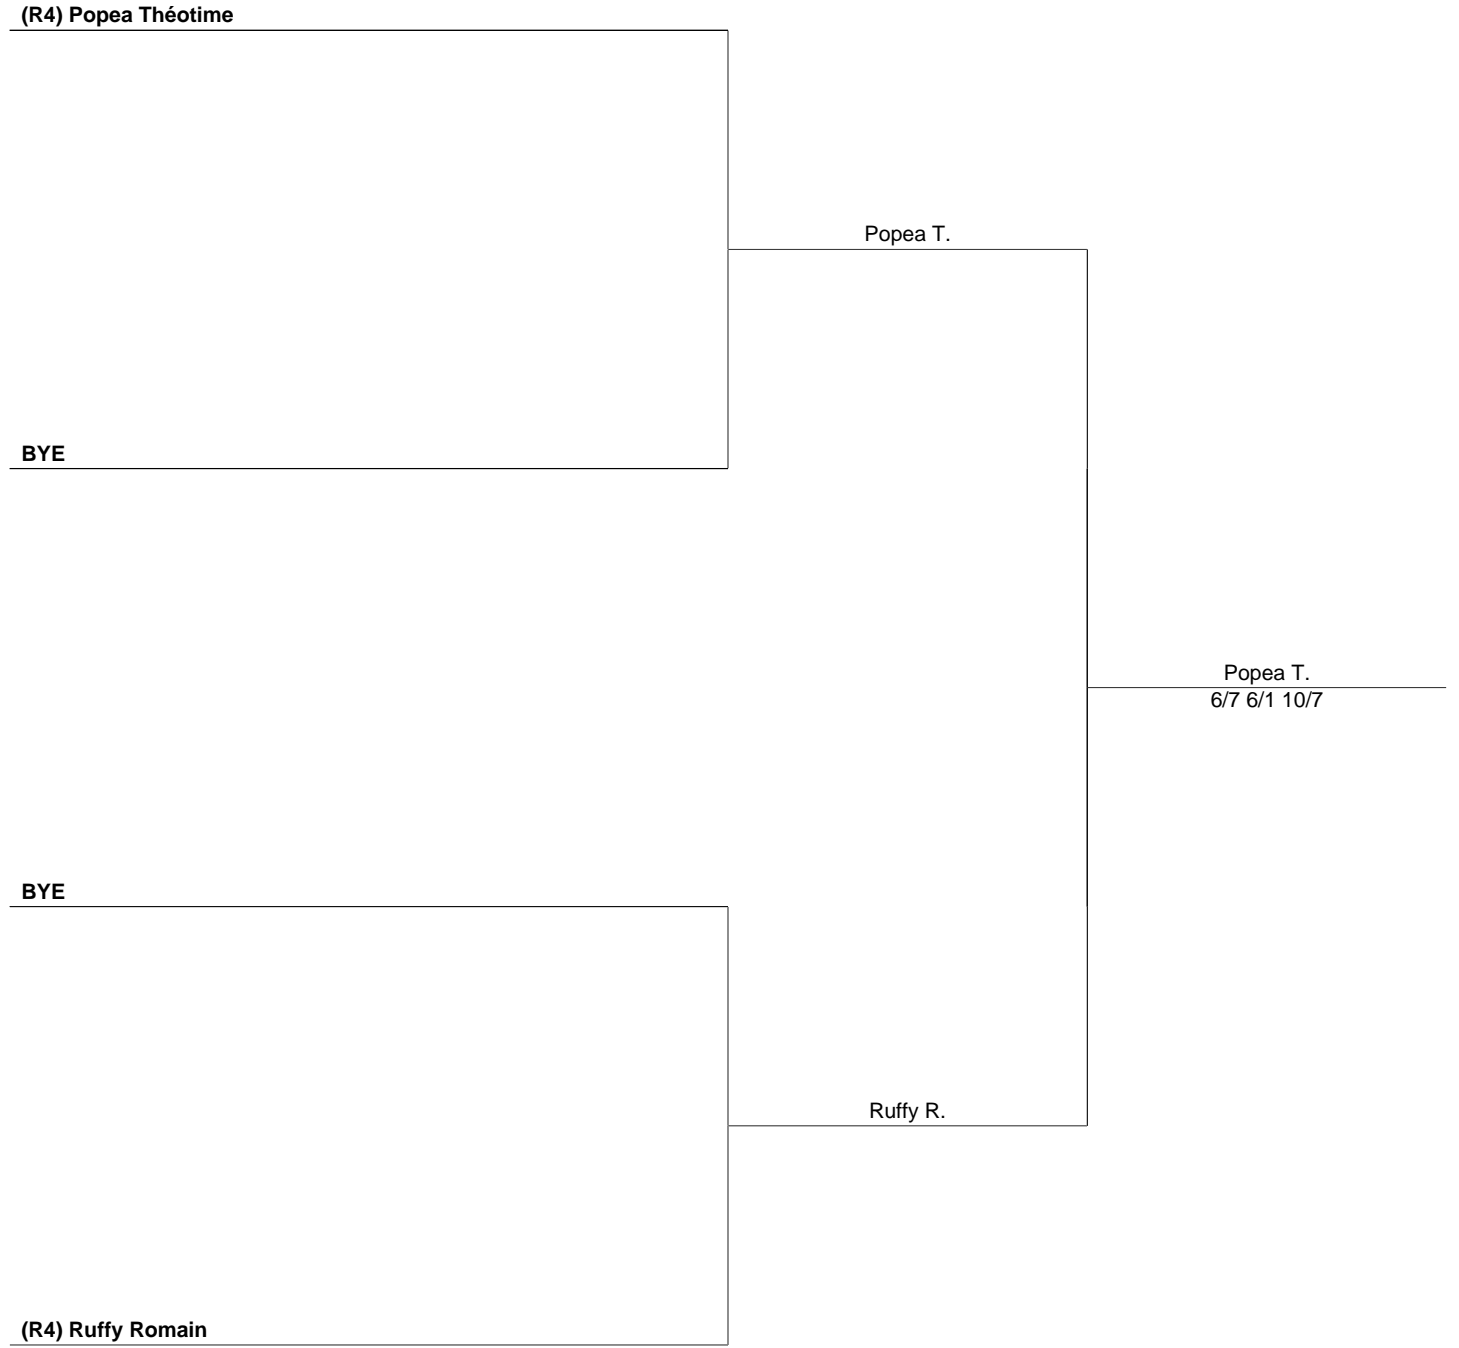 (R4) Popea Théotime
Popea T.
BYE
Popea T.
6/7 6/1 10/7
BYE
Ruffy R.
(R4) Ruffy Romain